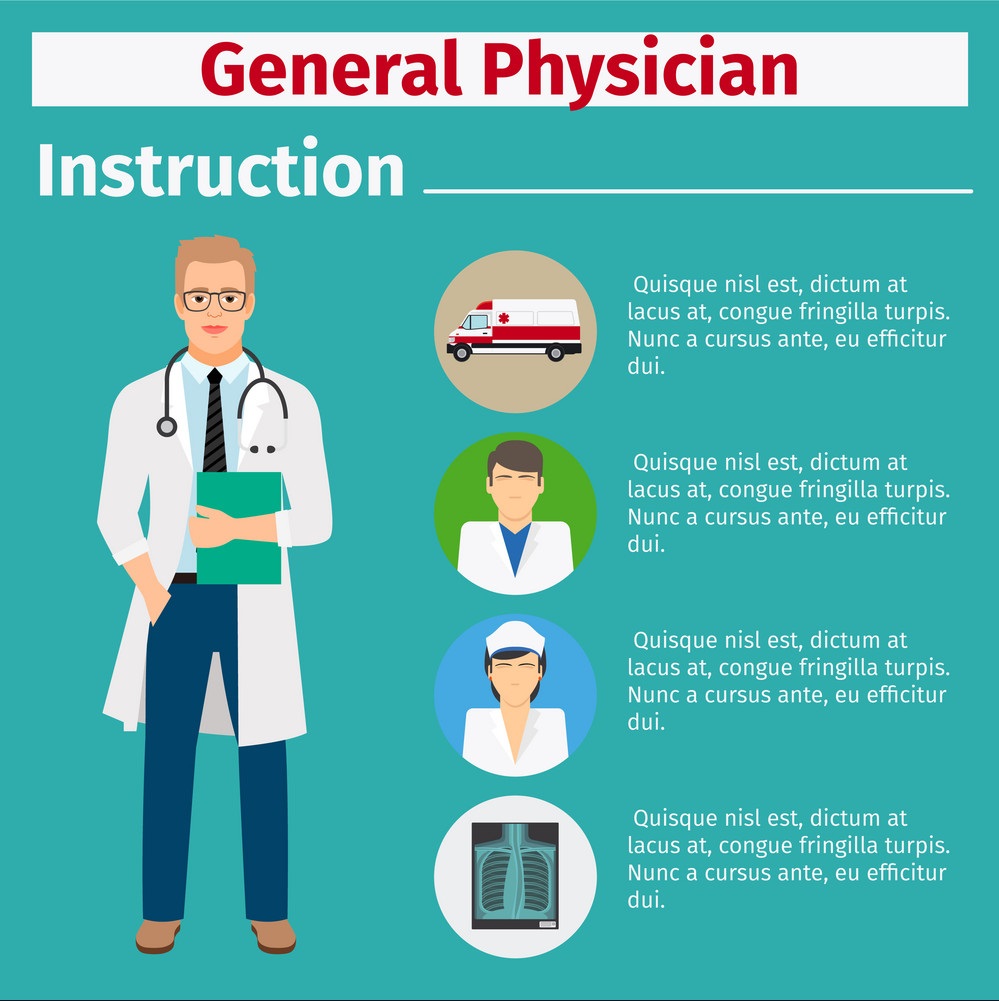 General Physician
Instruction
Quisque nisl est, dictum at
lacus at, congue fringilla turpis.
Nunc a cursus ante, eu efficitur
dui.
Quisque nisl est, dictum at
lacus at, congue fringilla turpis.
Nunc a cursus ante, eu efficitur
dui.
Quisque nisl est, dictum at
lacus at, congue fringilla turpis.
Nunc a cursus ante, eu efficitur
dui.
Quisque nisl est, dictum at
lacus at, congue fringilla turpis.
Nunc a cursus ante, eu efficitur
dui.